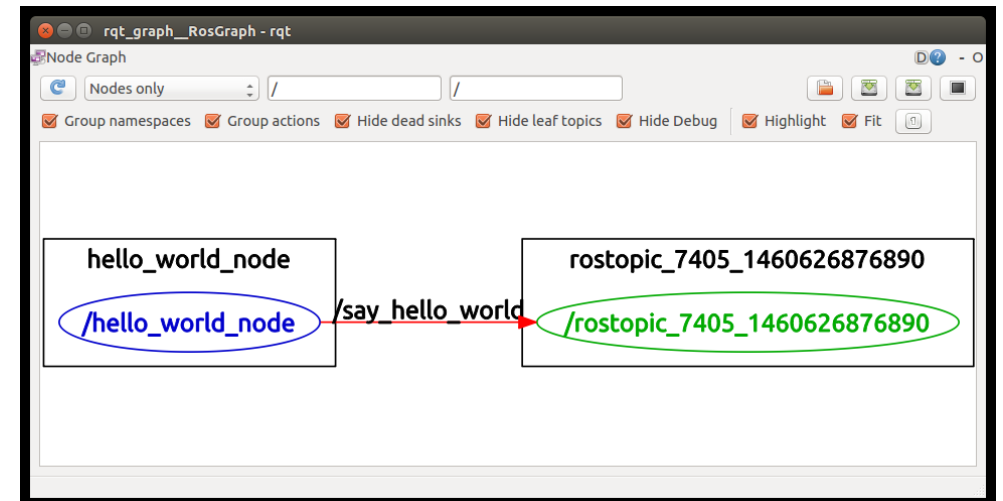 rqt_graph__RosGraph - rqt
Node Graph D ? - O
Nodes only / /
Group namespaces Group actions Hide dead sinks Hide leaf topics Hide Debug Highlight Fit
hello_world_node rostopic_7405_1460626876890
/say_hello_world
/hello_world_node /rostopic_7405_1460626876890